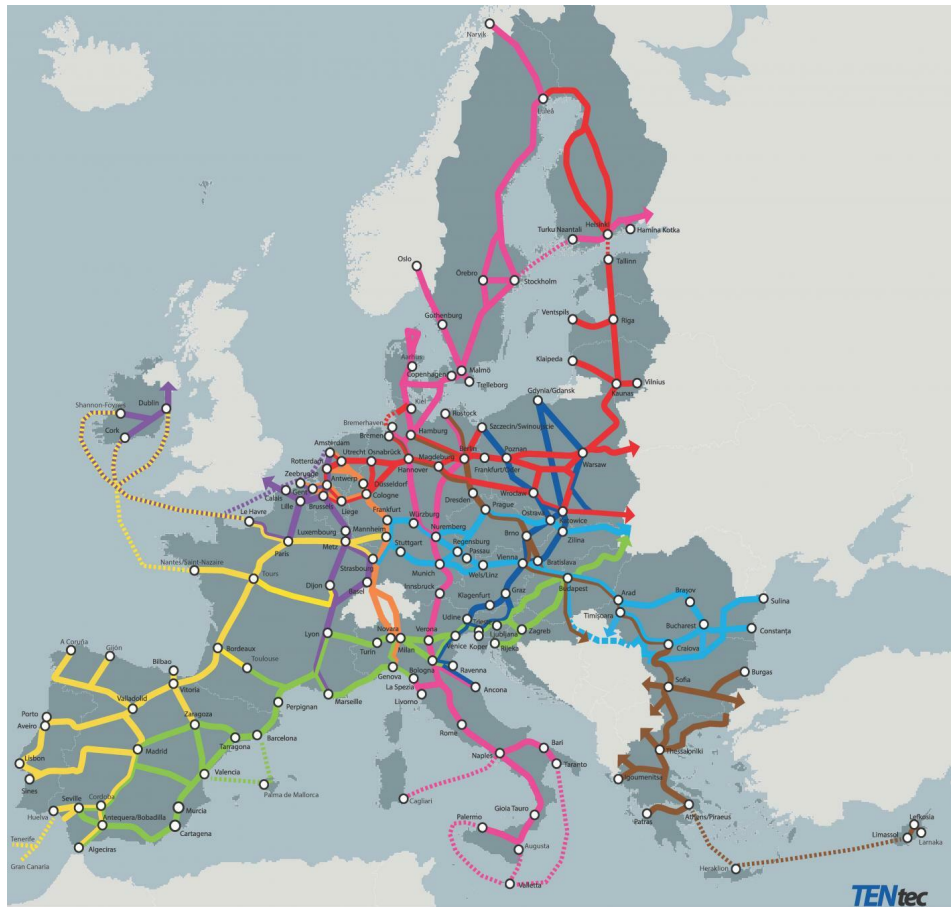 Narvik
Luleå
Helsinki
Turku Naantali
Hamina Kotka
Oslo
Tallinn
Örebro
Stockholm
Ventspils
Riga
Gothenburg
Aarhus
Klaipeda
Copenhagen
Malmö
Vilnius
Trelleborg
Kaunas
Gdynia/Gdansk
Shannon-Foynes
Dublin
Kiel
Rostock
Cork
Bremerhaven
Bremen
Hamburg
Szczecin/Swinoujscie
Amsterdam
Berlin
Poznan
Rotterdam
Utrecht
Osnabrück
Magdeburg
Warsaw
Zeebrugge
Hannover
Frankfurt/Oder
Antwerp
Düsseldorf
Calais
Gent
Cologne
Wroclaw
Lille
Brussels
Liege
Dresden
Le Havre
Frankfurt
Prague
Ostrava
Katowice
Würzburg
Luxembourg
Mannheim
Nuremberg
Brno
Zilina
Paris
Metz
Stuttgart
Regensburg
Passau
Nantes/Saint-Nazaire
Strasbourg
Vienna
Bratislava
Tours
Munich
Wels/Linz
Dijon
Basel
Budapest
Innsbruck
Graz
Arad
Brașov
Klagenfurt
Sulina
Timișoara
Udine
Lyon
Novara
Verona
Ljubljana
Zagreb
Bucharest
Constanța
A Coruña
Gijón
Bordeaux
Turin
Milan
Venice
Koper
Rijeka
Craiova
Bilbao
Toulouse
Bologna
Ravenna
Genova
Sofia
Burgas
Vitoria
La Spezia
Ancona
Valladolid
Perpignan
Marseille
Livorno
Porto
Zaragoza
Aveiro
Rome
Barcelona
Tarragona
Bari
Madrid
Thessaloniki
Lisbon
Naples
Taranto
Valencia
Igoumenitsa
Sines
Palma de Mallorca
Cagliari
Seville
Cordoba
Murcia
Gioia Tauro
Huelva
Antequera/Bobadilla
Palermo
Patras
Athens/Piraeus
Lefkosia
Cartagena
Limassol
Larnaka
Tenerife
Algeciras
Augusta
Gran Canaria
Heraklion
Valletta
TENtec